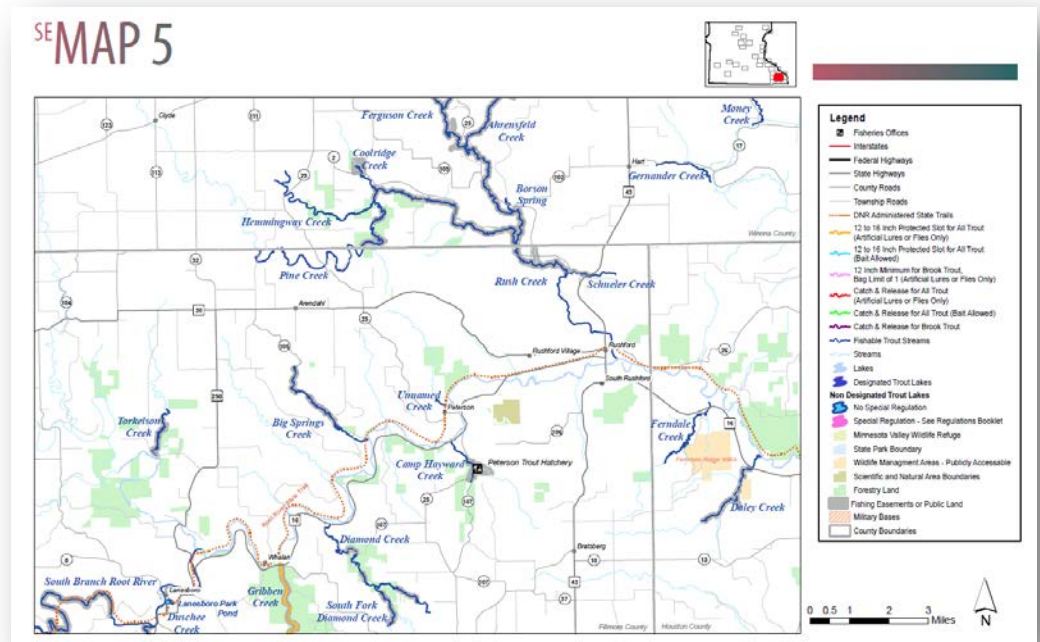 SE MAP 5
Ferguson Creek
Ahrensfeld Creek
Money Creek
Clyde
Coolridge Creek
Hart
Gernander Creek
Borson Spring
Hemmingway Creek
Winona County
Pine Creek
Rush Creek
Schueler Creek
Arendahl
Rushford Village
Rushford
South Rushford
Unnamed Creek
Peterson
Torkelson Creek
Big Springs Creek
Ferndale Creek
Camp Hayward Creek
Peterson Trout Hatchery
Daley Creek
Diamond Creek
Whalan
Bratsberg
South Branch Root River
Lanesboro
Lanesboro Park Pond
Duschee Creek
Gribben Creek
South Fork Diamond Creek
Fillmore County
Houston County
Legend
Fisheries Offices
Interstates
Federal Highways
State Highways
County Roads
Township Roads
DNR Administered State Trails
12 to 16 Inch Protected Slot for All Trout
(Artificial Lures or Flies Only)
12 to 16 Inch Protected Slot for All Trout
(Bait Allowed)
12 Inch Minimum for Brook Trout,
Bag Limit of 1 (Artificial Lures or Flies Only)
Catch & Release for All Trout
(Artificial Lures or Flies Only)
Catch & Release for All Trout (Bait Allowed)
Catch & Release for Brook Trout
Fishable Trout Streams
Streams
Lakes
Designated Trout Lakes
Non Designated Trout Lakes
No Special Regulation
Special Regulation - See Regulations Booklet
Minnesota Valley Wildlife Refuge
State Park Boundary
Wildlife Managment Areas - Publicly Accessable
Scientific and Natural Area Boundaries
Forestry Land
Fishing Easements or Public Land
Military Bases
County Boundaries
0 0.5 1 2 3
Miles
N